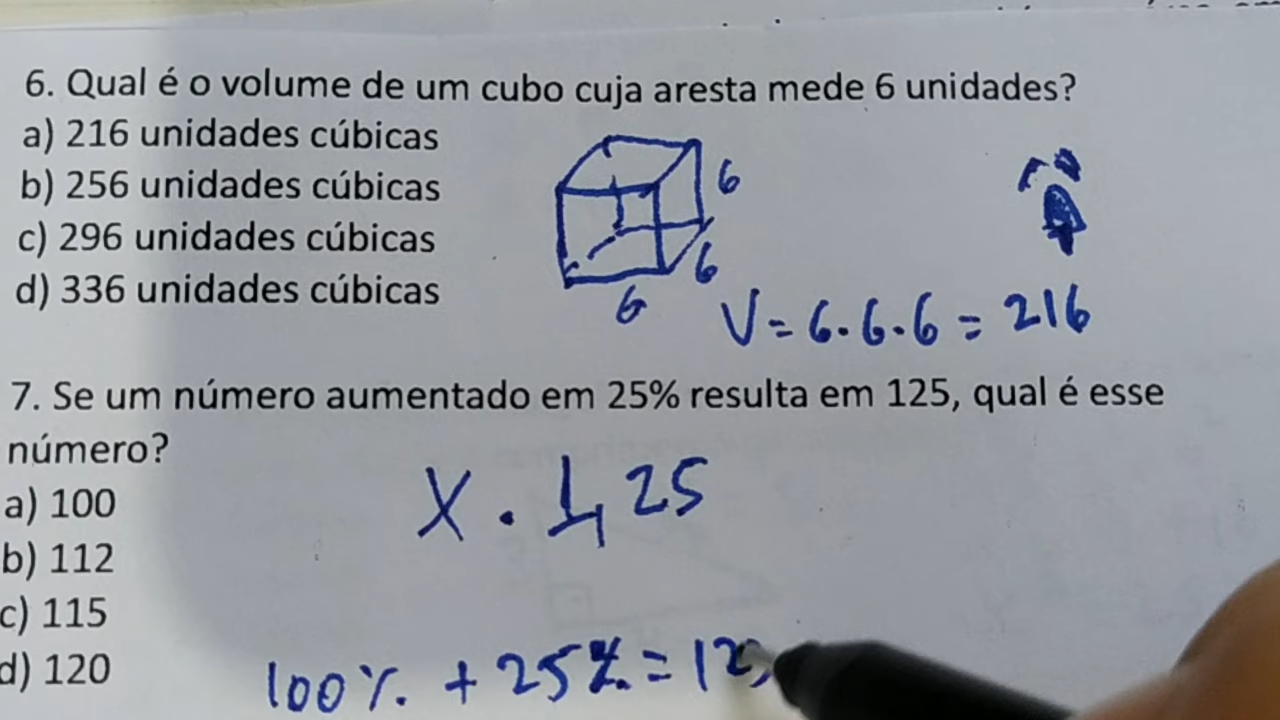 6. Qual é o volume de um cubo cuja aresta mede 6 unidades?
a) 216 unidades cúbicas
b) 256 unidades cúbicas
c) 296 unidades cúbicas
d) 336 unidades cúbicas
6
6
6
V = 6.6.6 = 216
7. Se um número aumentado em 25% resulta em 125, qual é esse
número?
a) 100
b) 112
c) 115
d) 120
X . 1,25
100% + 25% = 12